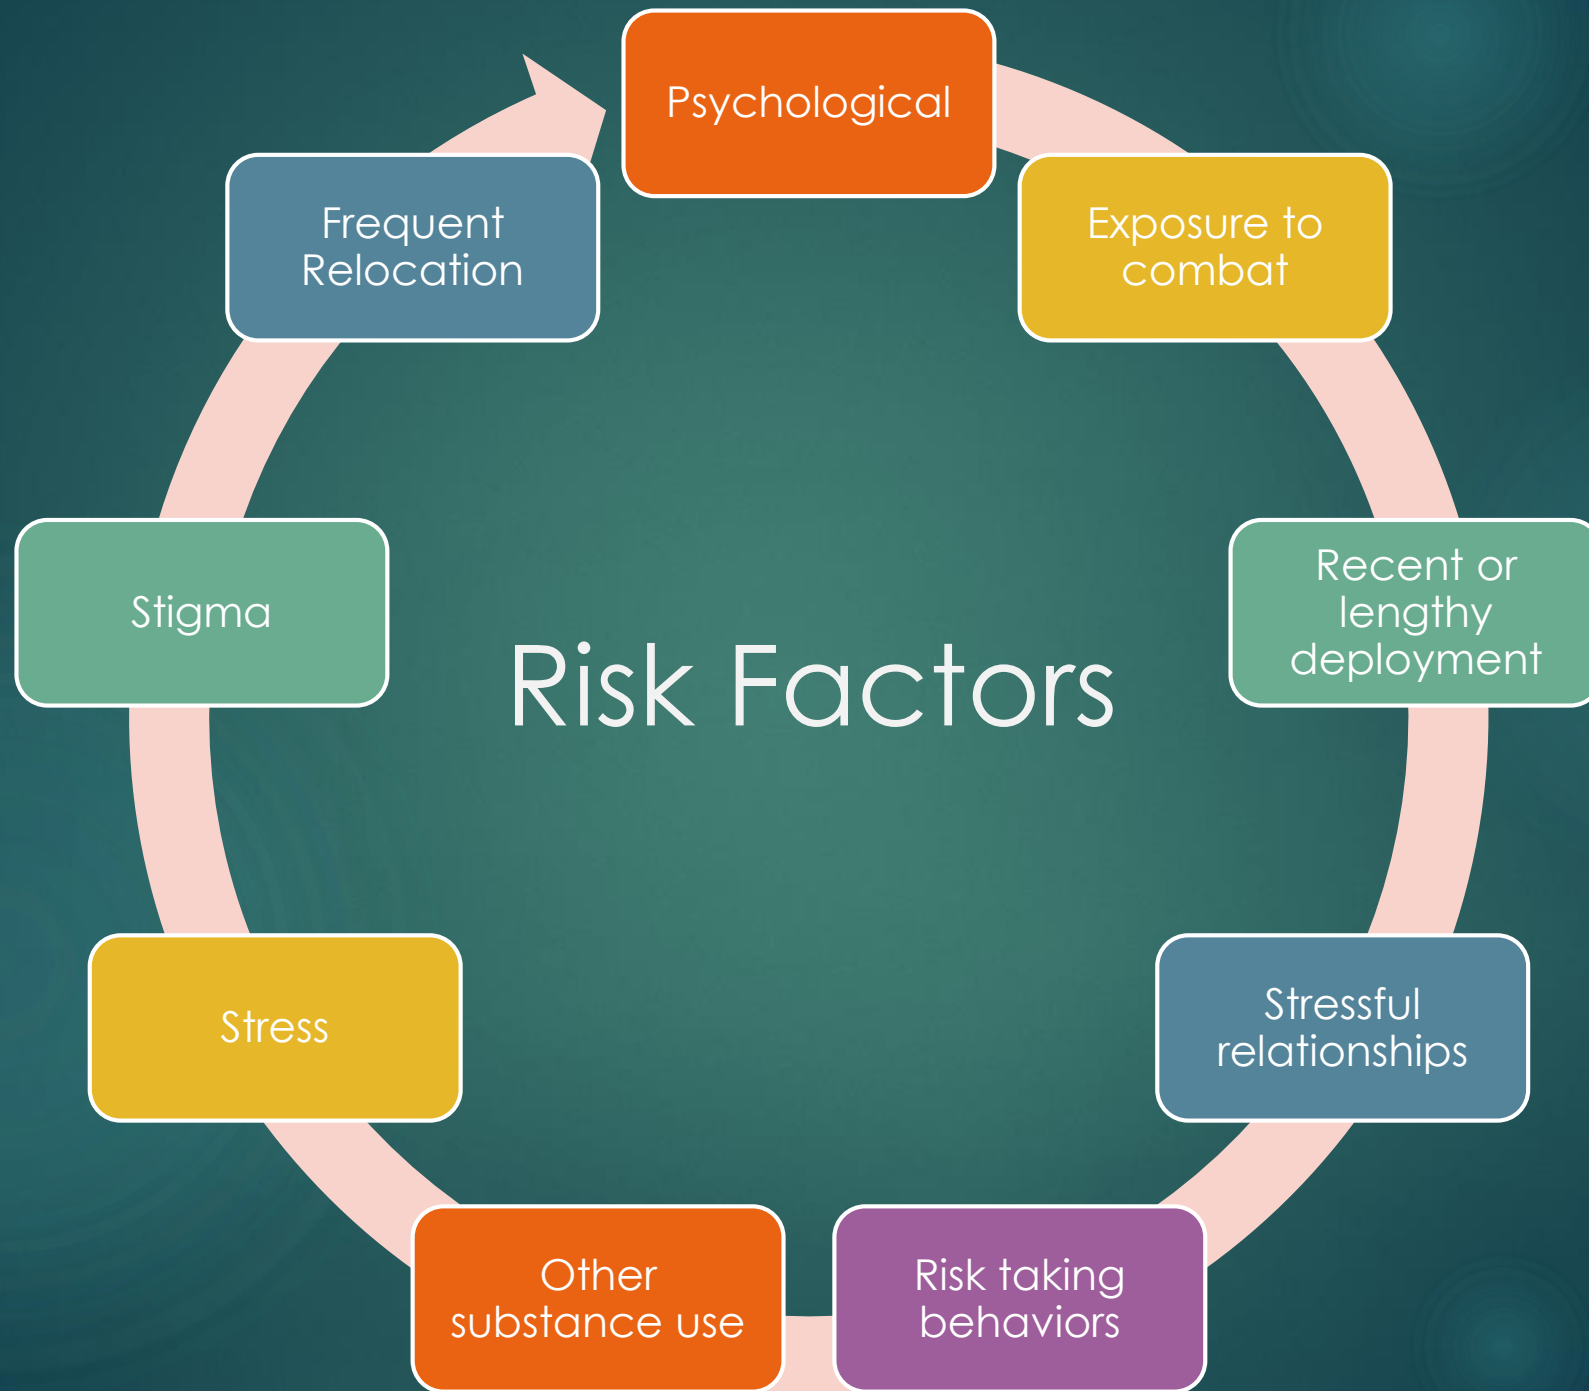 Psychological
Exposure to
combat
Recent or
lengthy
deployment
Stressful
relationships
Risk taking
behaviors
Other
substance use
Stress
Stigma
Frequent
Relocation
Risk Factors